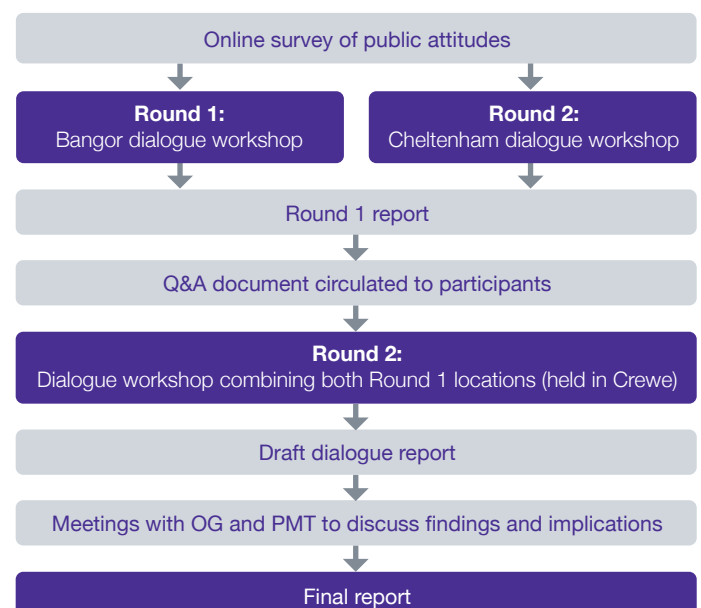 Online survey of public attitudes
Round 1:
Bangor dialogue workshop
Round 2:
Cheltenham dialogue workshop
Round 1 report
Q&A document circulated to participants
Round 2:
Dialogue workshop combining both Round 1 locations (held in Crewe)
Draft dialogue report
Meetings with OG and PMT to discuss findings and implications
Final report